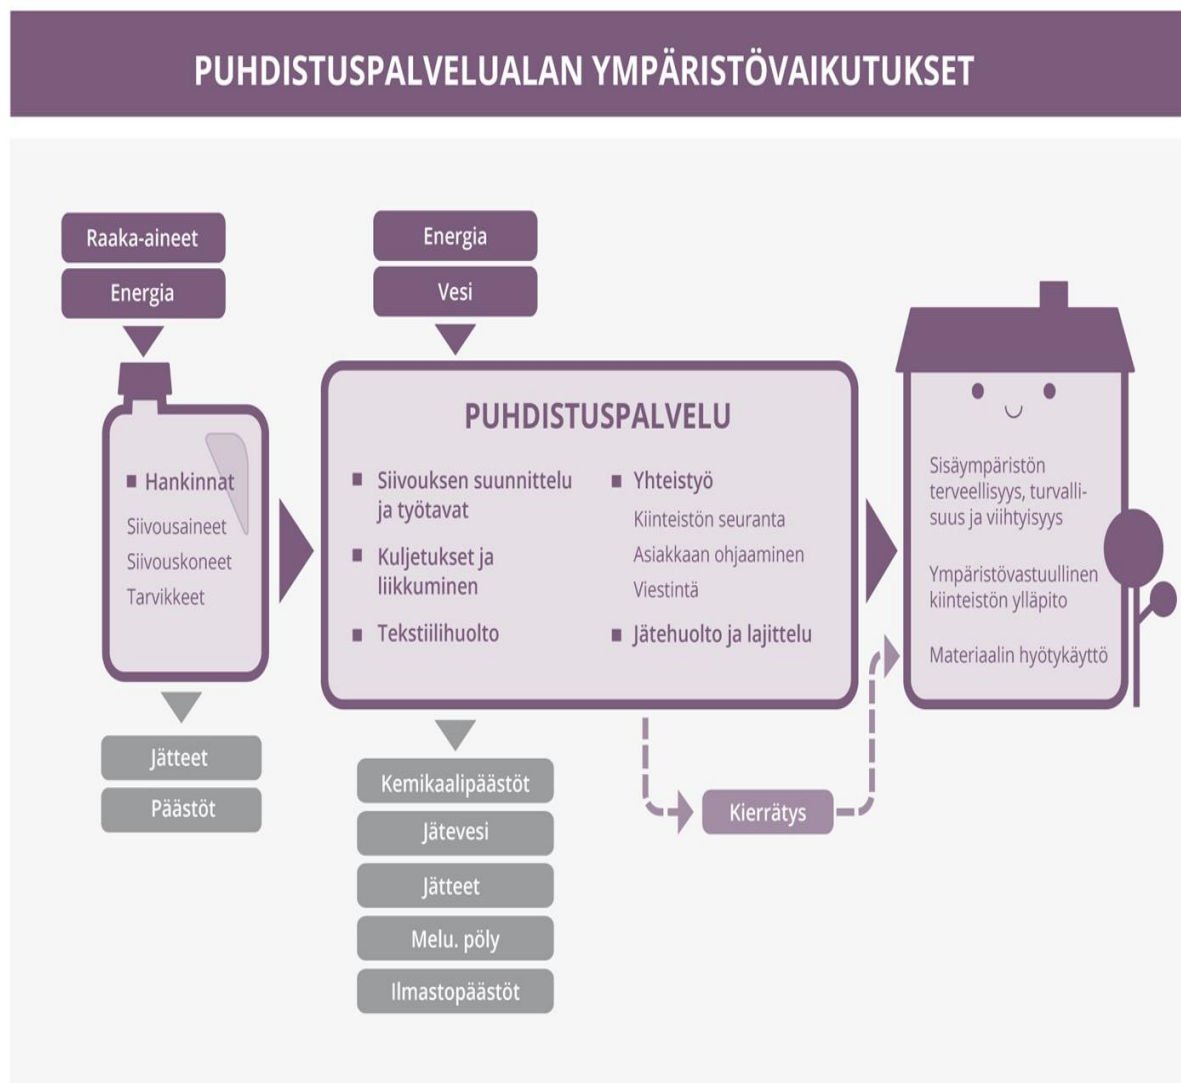 PUHDISTUSPALVELUALAN YMPÄRISTÖVAIKUTUKSET
Raaka-aineet
Energia
Hankinnat
Siivousaineet
Siivouskoneet
Tarvikkeet
Jätteet
Päästöt
Energia
Vesi
PUHDISTUSPALVELU
Siivouksen suunnittelu
ja työtavat
Kuljetukset ja
liikkuminen
Tekstiilihuolto
Yhteistyö
Kiinteistön seuranta
Asiakkaan ohjaaminen
Viestintä
Jätehuolto ja lajittelu
Kemikaalipäästöt
Jätevesi
Jätteet
Melu. pöly
Ilmastopäästöt
Kierrätys
Sisäympäristön
terveellisyys, turvalli-
suus ja viihtyisyys
Ympäristövastuullinen
kiinteistön ylläpito
Materiaalin hyötykäyttö